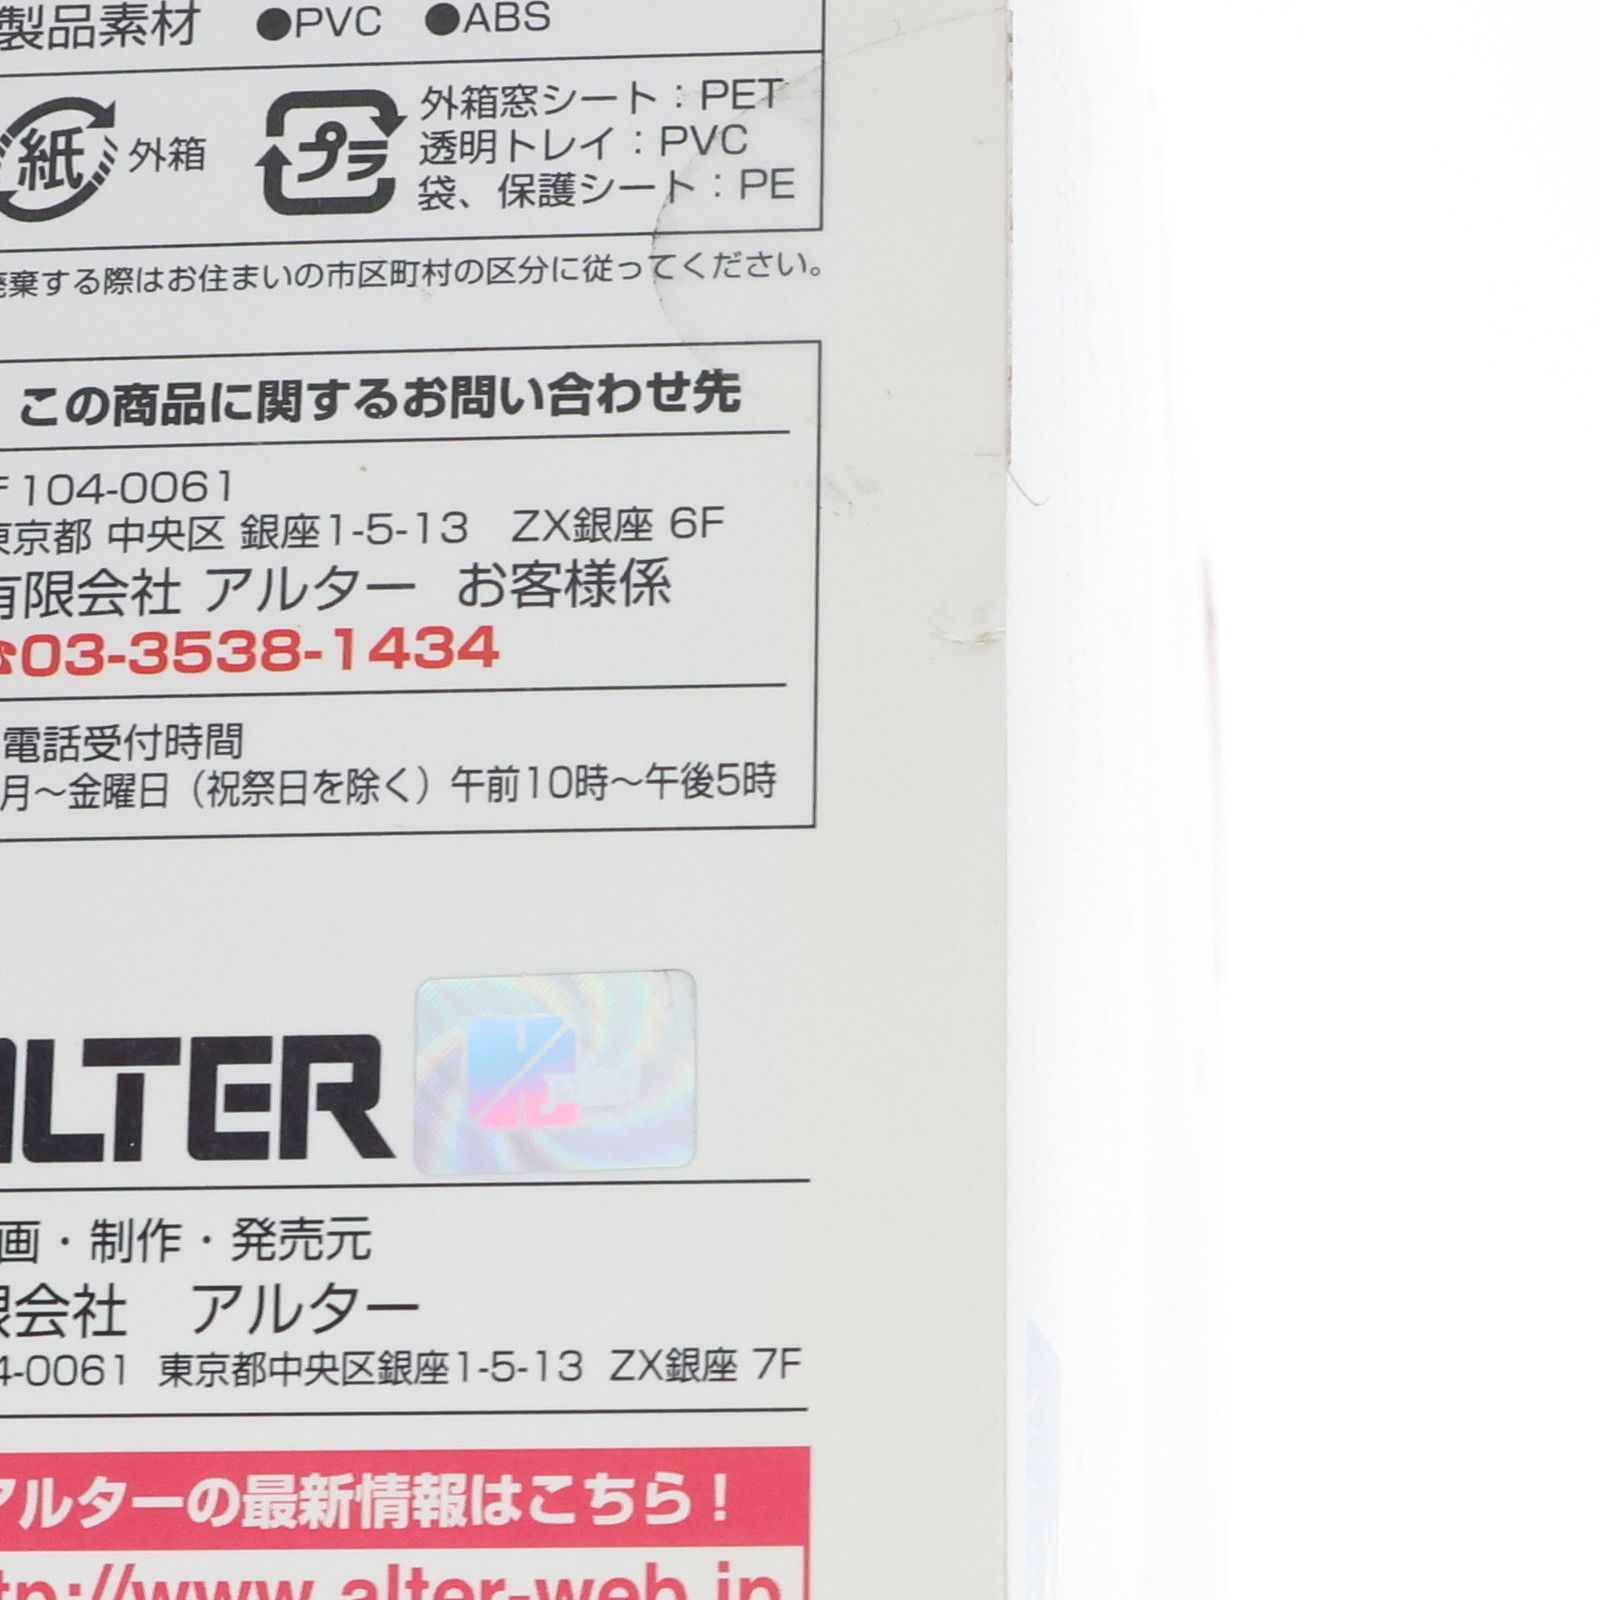 製品素材 ●PVC ●ABS
紙 外箱
プラ
外箱窓シート：PET
透明トレイ：PVC
袋、保護シート：PE
廃棄する際はお住まいの市区町村の区分に従ってください。
この商品に関するお問い合わせ先
〒104-0061
東京都 中央区 銀座1-5-13 ZX銀座 6F
有限会社 アルター お客様係
☎03-3538-1434
電話受付時間
月～金曜日（祝祭日を除く）午前10時～午後5時
ALTER
画・制作・発売元
限会社 アルター
4-0061 東京都中央区銀座1-5-13 ZX銀座 7F
アルターの最新情報はこちら！
tp://www.alter-web.jp